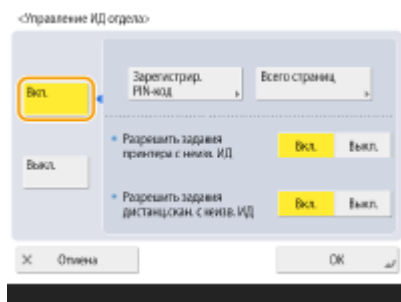 <Управление ИД отдела>
Вкл.
Зарегистрир.
PIN-код
Всего страниц
Выкл.
Разрешить задания
принтера с неизв. ИД
Вкл.
Выкл.
Разрешить задания
дистанц.скан. с неизв. ИД
Вкл.
Выкл.
Отмена
OK